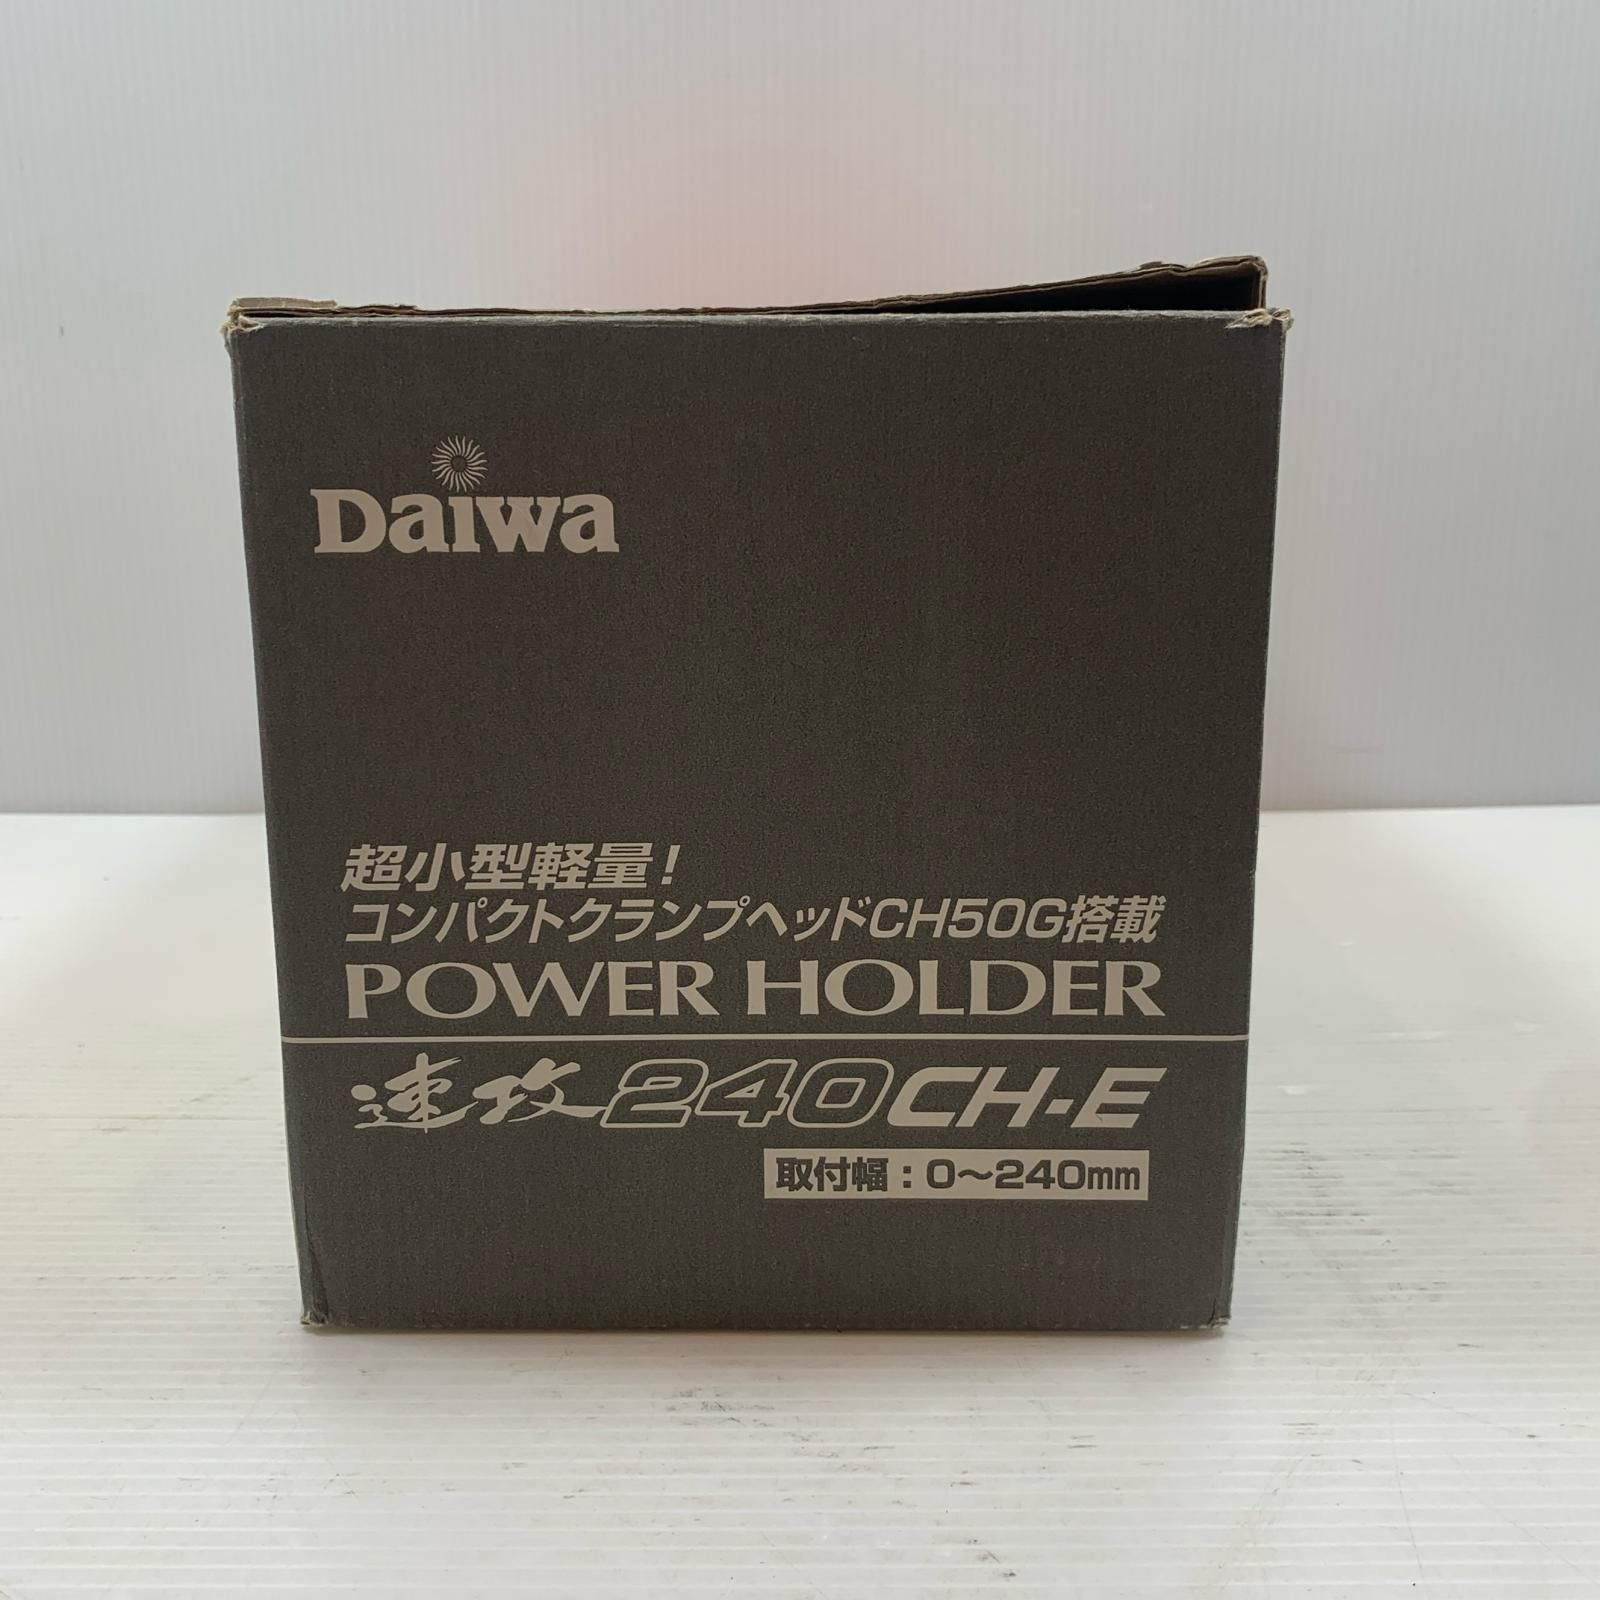 Daiwa
超小型軽量!
コンパクトクランプヘッドCH50G搭載
POWER HOLDER
速攻240CH-E
取付幅:0〜240mm